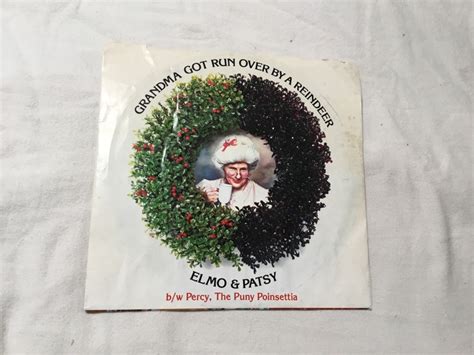 GRANDMA GOT RUN OVER BY A REINDEER
ELMO & PATSY
b/w Percy, The Puny Poinsettia